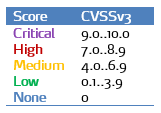 Score CVSSv3
Critical 9.0..10.0
High 7.0..8.9
Medium 4.0..6.9
Low 0.1..3.9
None 0